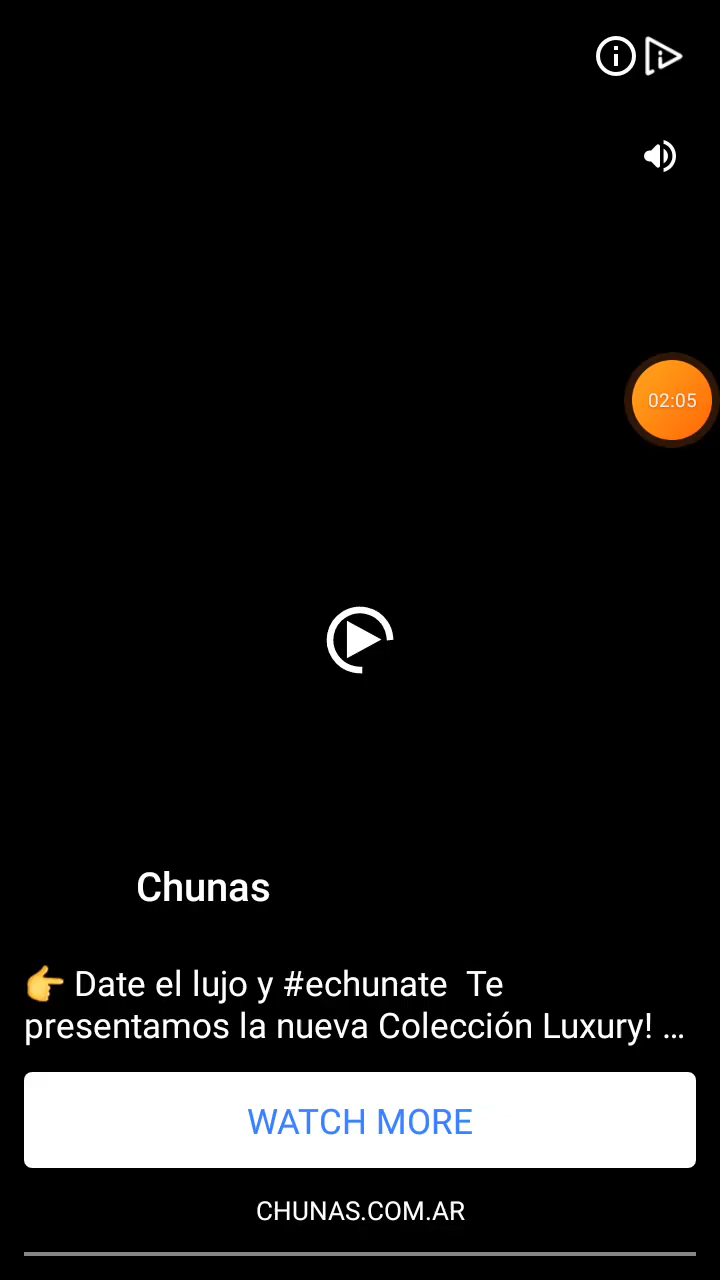 02:05
Chunas
👉 Date el lujo y #echunate Te
presentamos la nueva Colección Luxury! ...
WATCH MORE
CHUNAS.COM.AR